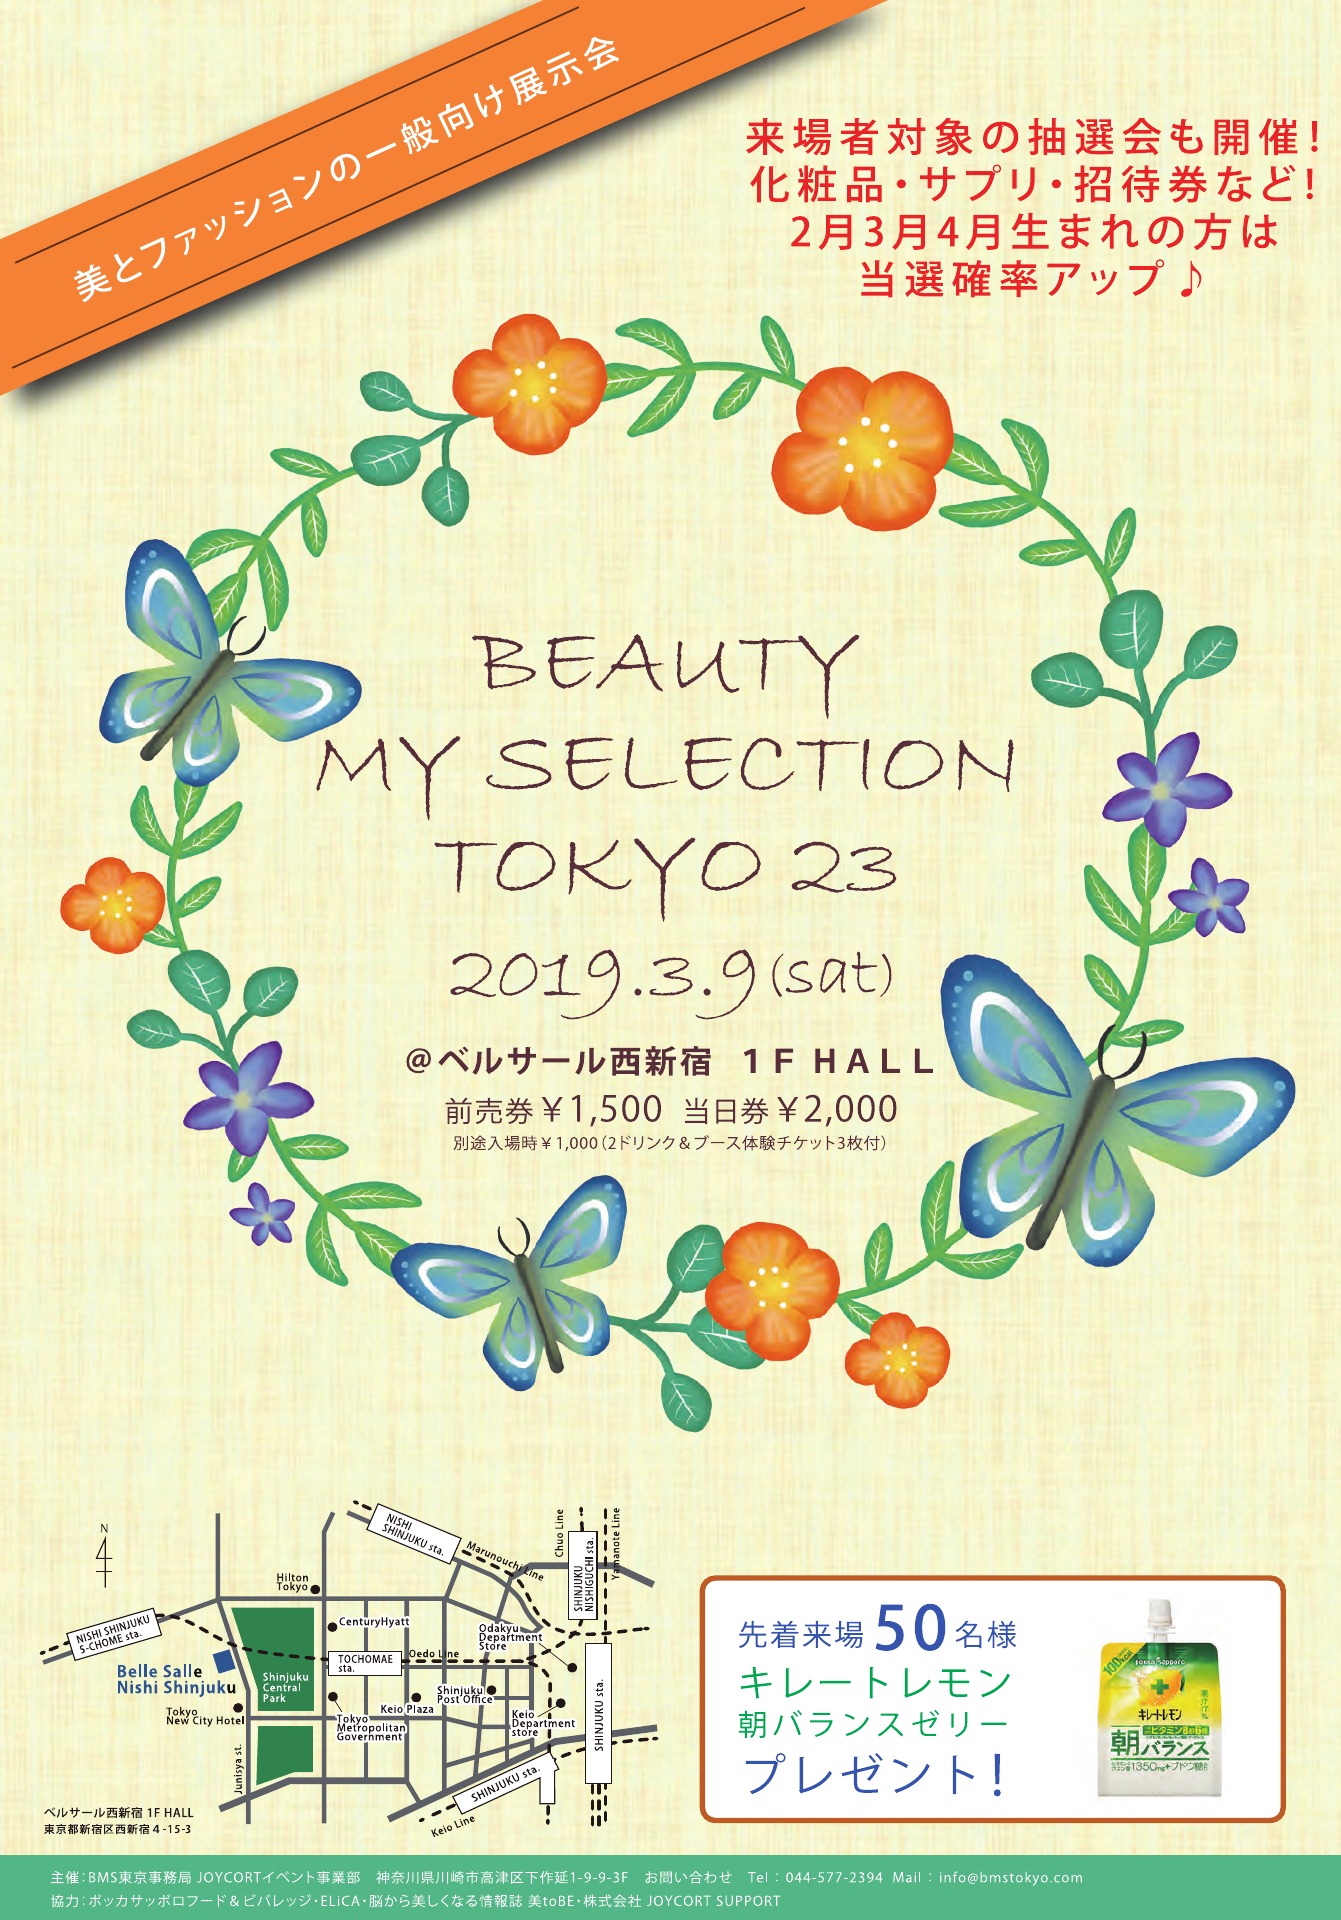 美とファッションの一般向け展示会
来場者対象の抽選会も開催!
化粧品・サプリ・招待券など!
2月3月4月生まれの方は
当選確率アップ♪
BEAUTY
MY SELECTION
TOKYO 23
2019.3.9(sat)
@ベルサール西新宿 1F HALL
前売券¥1,500 当日券¥2,000
別途入場時¥1,000(2ドリンク&ブース体験チケット3枚付)
N
NISHI
SHINJUKU sta.
Marunouchi Line
Chuo Line
Yamanote Line
SHINJUKU
NISHIGUCHI sta.
Hilton
Tokyo
CenturyHyatt
NISHI SHINJUKU
5-CHOME sta.
Odakyu
Department
Store
TOCHOMAE
sta.
Oedo Line
Belle Salle
Nishi Shinjuku
Shinjuku
Central
Park
Shinjuku
Post Office
Keio Plaza
Tokyo
New City Hotel
Tokyo
Metropolitan
Government
Keio
Department
store
SHINJUKU sta.
Junisya st.
SHINJUKU sta.
Keio Line
ベルサール西新宿 1F HALL
東京都新宿区西新宿4-15-3
先着来場50名様
キレートレモン
朝バランスゼリー
プレゼント!
100kcal
pokka sapporo
キレートレモン
ビタミン8種
朝バランス
1350mg+ブドウ糖
主催:BMS東京事務局 JOYCORTイベント事業部 神奈川県川崎市高津区下作延1-9-9-3F お問い合わせ Tel:044-577-2394 Mail:info@bmstokyo.com
協力:ポッカサッポロフード&ビバレッジ・ELiCA・脳から美しくなる情報誌 美toBE・株式会社 JOYCORT SUPPORT